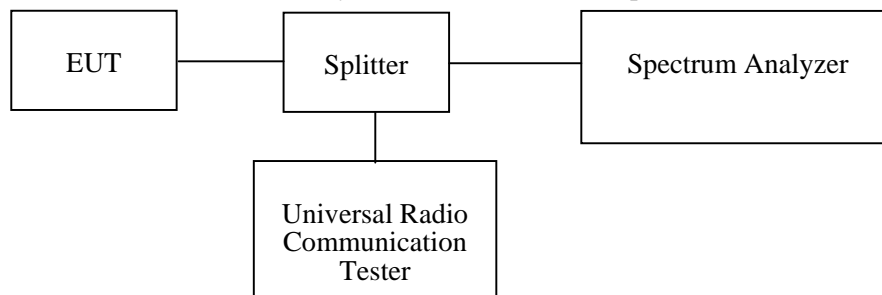 EUT
Splitter
Spectrum Analyzer
Universal Radio
Communication
Tester